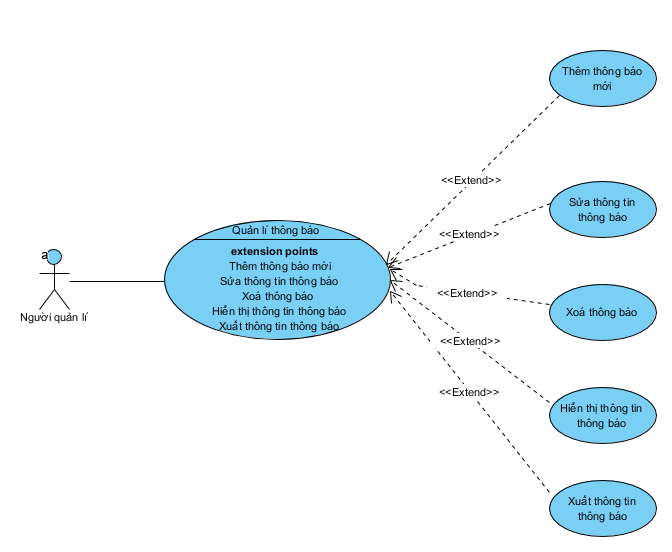 Thêm thông báo
mới
<<Extend>>
Sửa thông tin
thông báo
<<Extend>>
Quản lí thông báo
extension points
Thêm thông báo mới
Sửa thông tin thông báo
Xoá thông báo
Hiển thị thông tin thông báo
Xuất thông tin thông báo
a
Người quản lí
<<Extend>>
Xoá thông báo
<<Extend>>
Hiển thị thông tin
thông báo
<<Extend>>
Xuất thông tin
thông báo